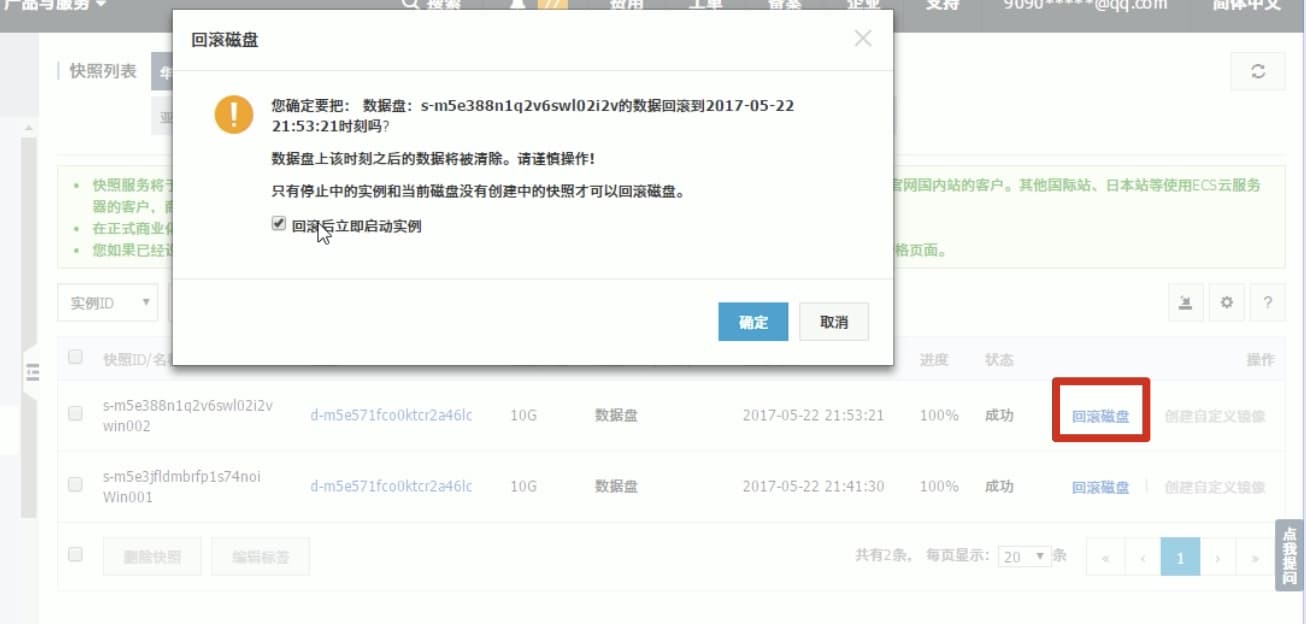 产品与服务
搜索
77
费用
工单
备案
企业
支持
9090*****@qq.com
简体中文
快照列表
回滚磁盘
您确定要把： 数据盘：s-m5e388n1q2v6swl02i2v的数据回滚到2017-05-22
21:53:21时刻吗?
数据盘上该时刻之后的数据将被清除。请谨慎操作!
只有停止中的实例和当前磁盘没有创建中的快照才可以回滚磁盘。
回滚后立即启动实例
确定
取消
快照服务将于
官网国内站的客户。其他国际站、日本站等使用ECS云服务
器的客户，
在正式商业
您如果已经
格页面。
实例ID
?
快照ID/名
进度
状态
操作
s-m5e388n1q2v6swl02i2v
win002
d-m5e571fco0ktcr2a46lc
10G
数据盘
2017-05-22 21:53:21
100%
成功
回滚磁盘
创建自定义镜像
s-m5e3jfldmbrfp1s74noi
Win001
d-m5e571fco0ktcr2a46lc
10G
数据盘
2017-05-22 21:41:30
100%
成功
回滚磁盘
创建自定义镜像
删除快照
编辑标签
共有2条， 每页显示：20 条
« ‹ 1 › »
点我提问